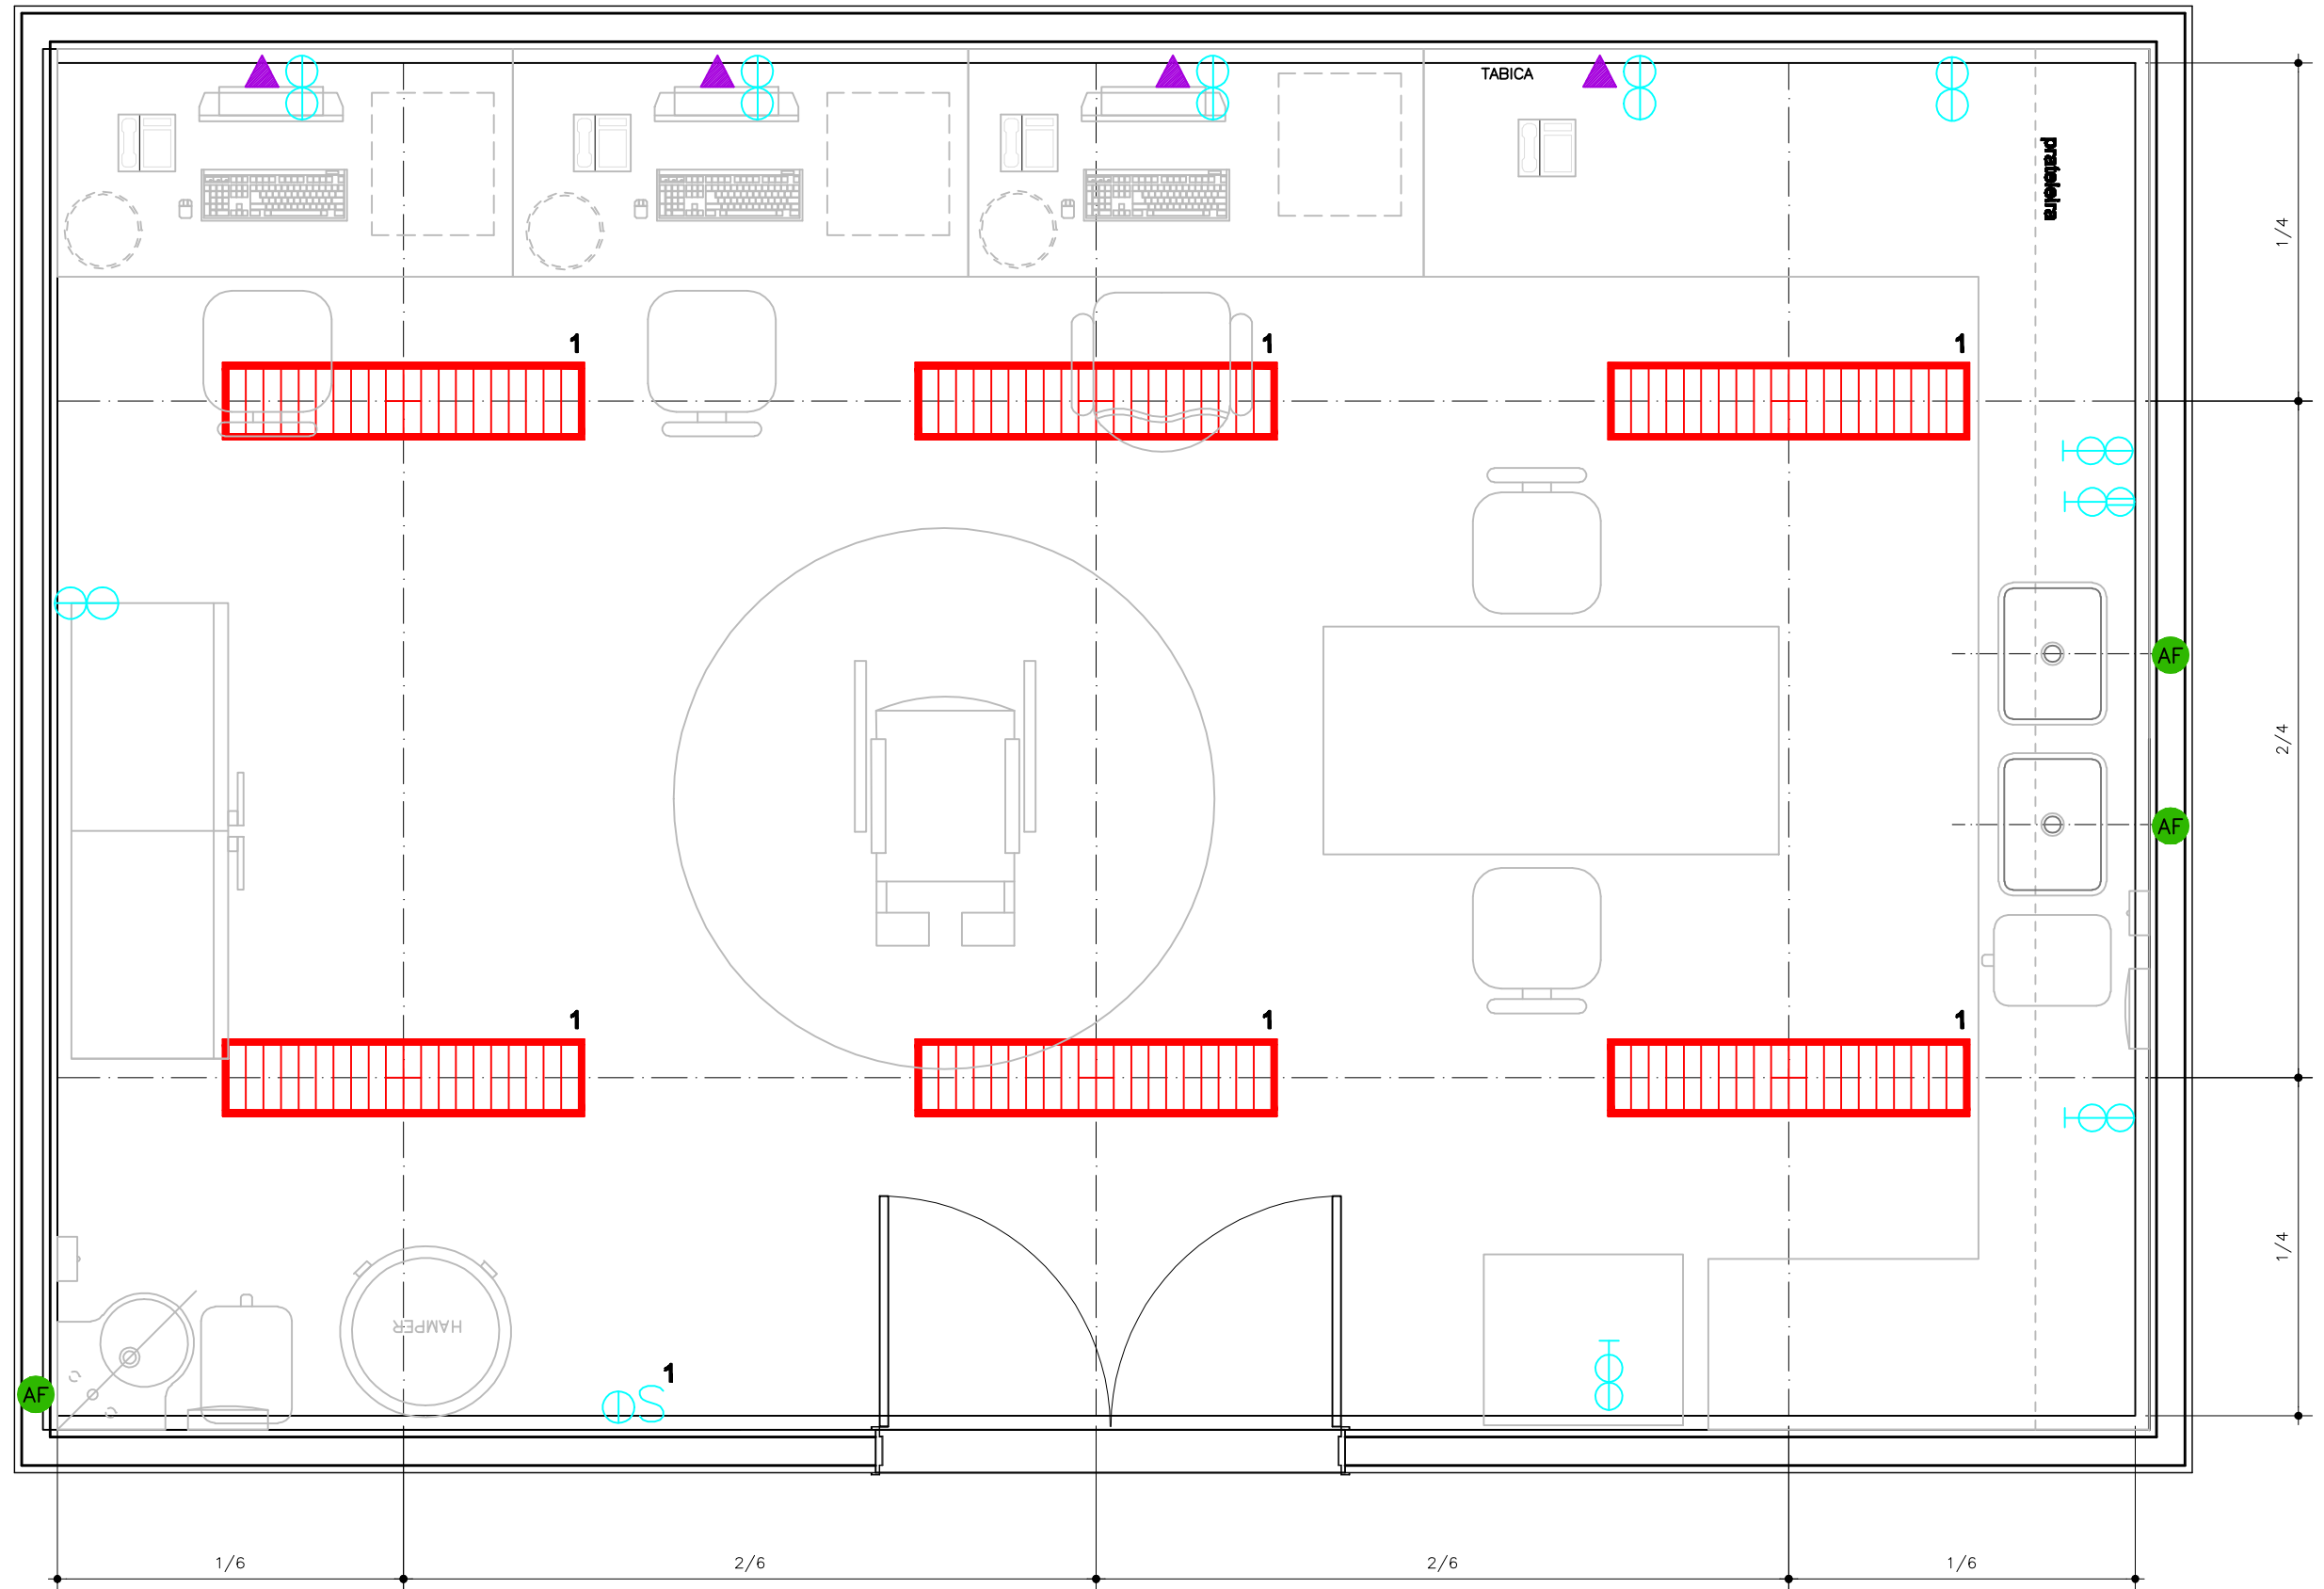 TABICA
prateleira
1/4
1
1
1
AF
2/4
AF
1
1
1
1/4
HAMPER
1
S
AF
1/6
2/6
2/6
1/6